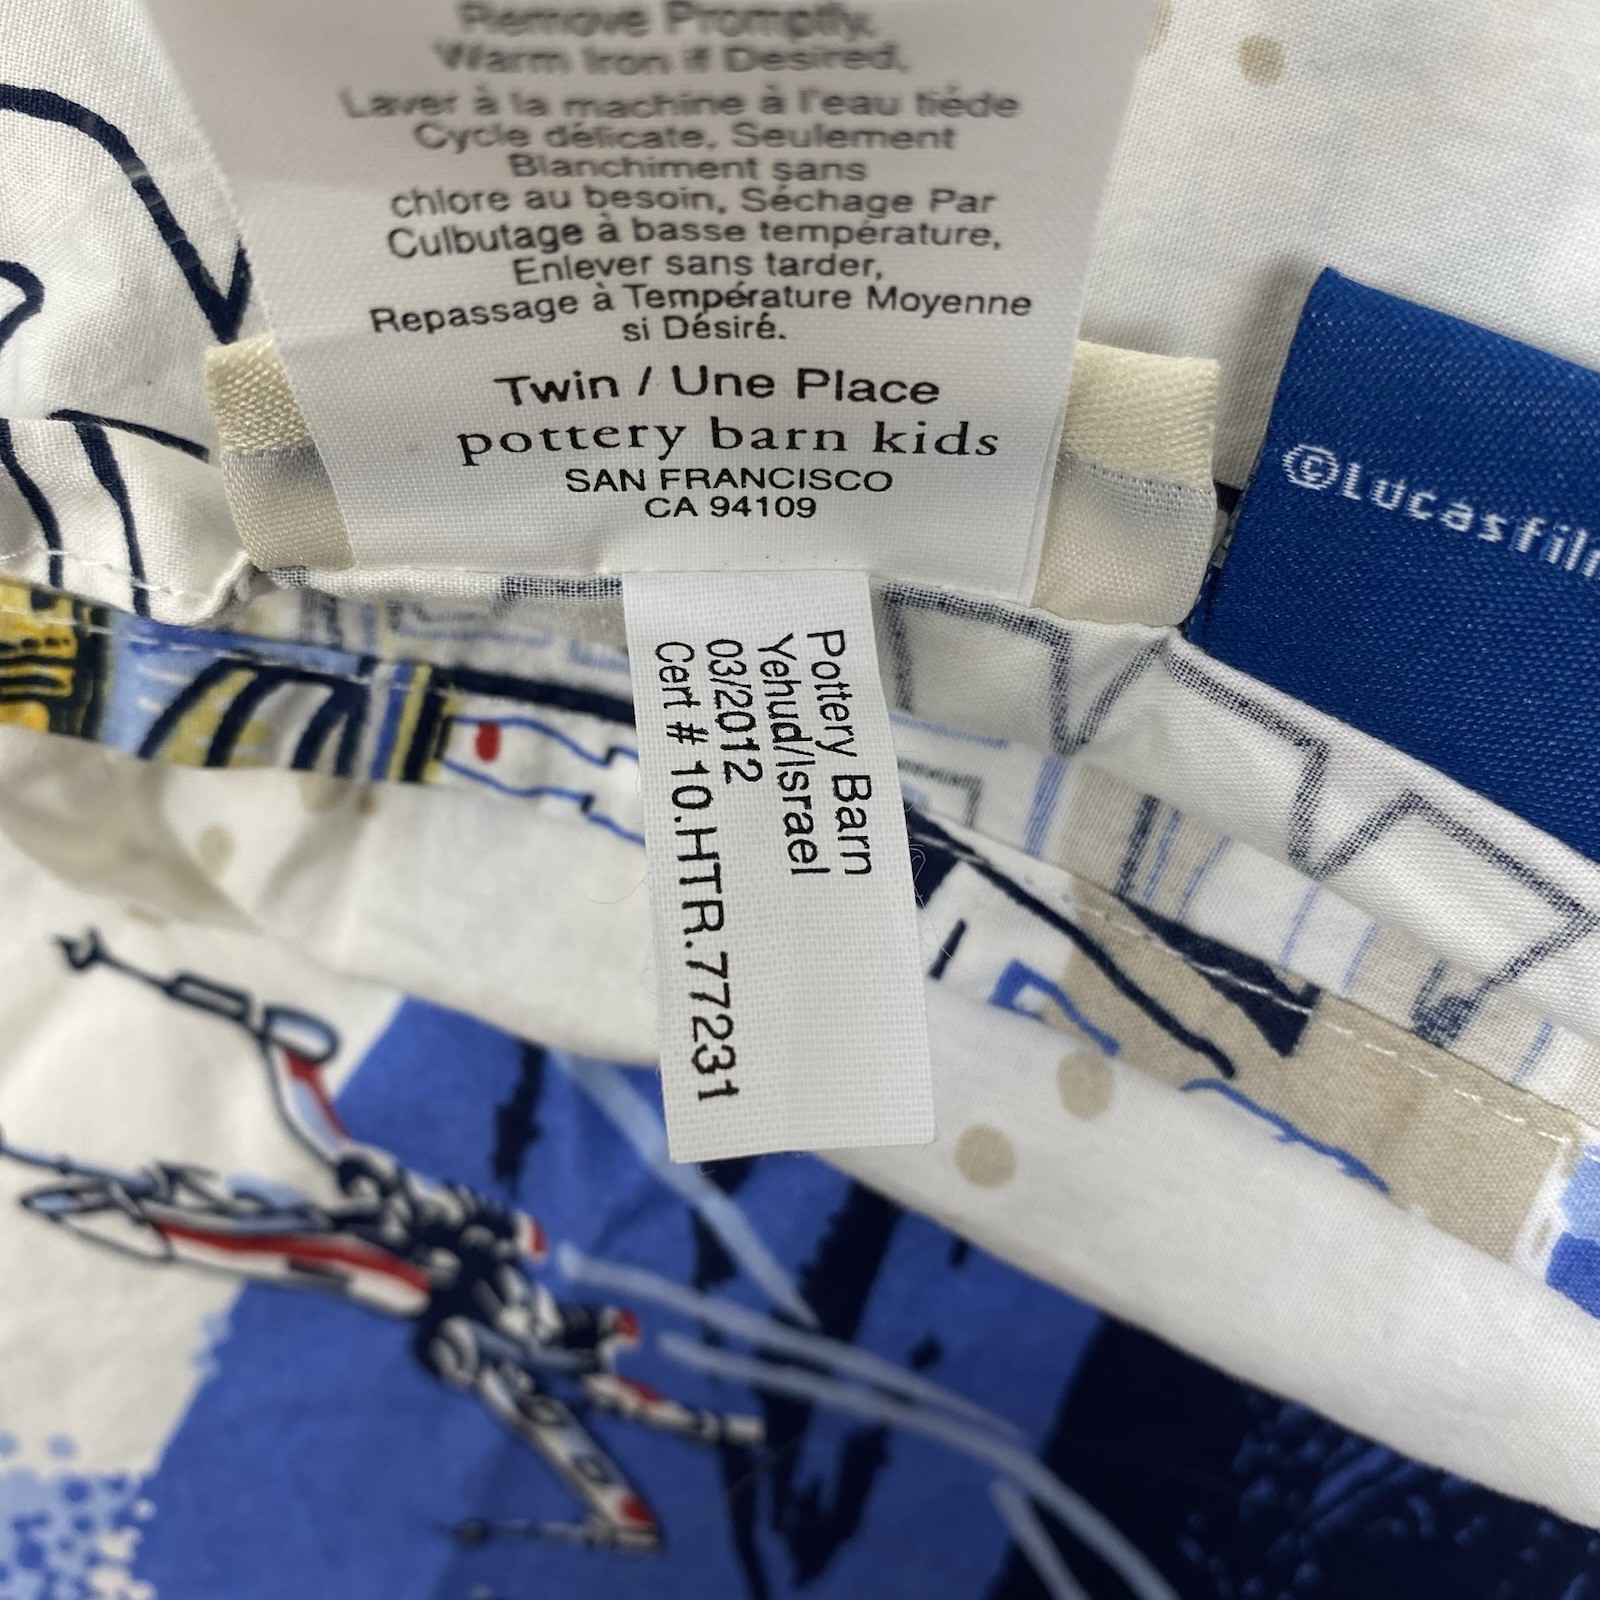 Remove Promptly.
Warm Iron if Desired.
Laver à la machine à l'eau tiéde
Cycle délicate, Seulement
Blanchiment sans
chlore au besoin, Séchage Par
Culbutage à basse température,
Enlever sans tarder,
Repassage à Température Moyenne
si Désiré.
Twin / Une Place
pottery barn kids
SAN FRANCISCO
CA 94109
Pottery Barn
Yehud/Israel
03/2012
Cert # 10.HTR.77231
©Lucasfil